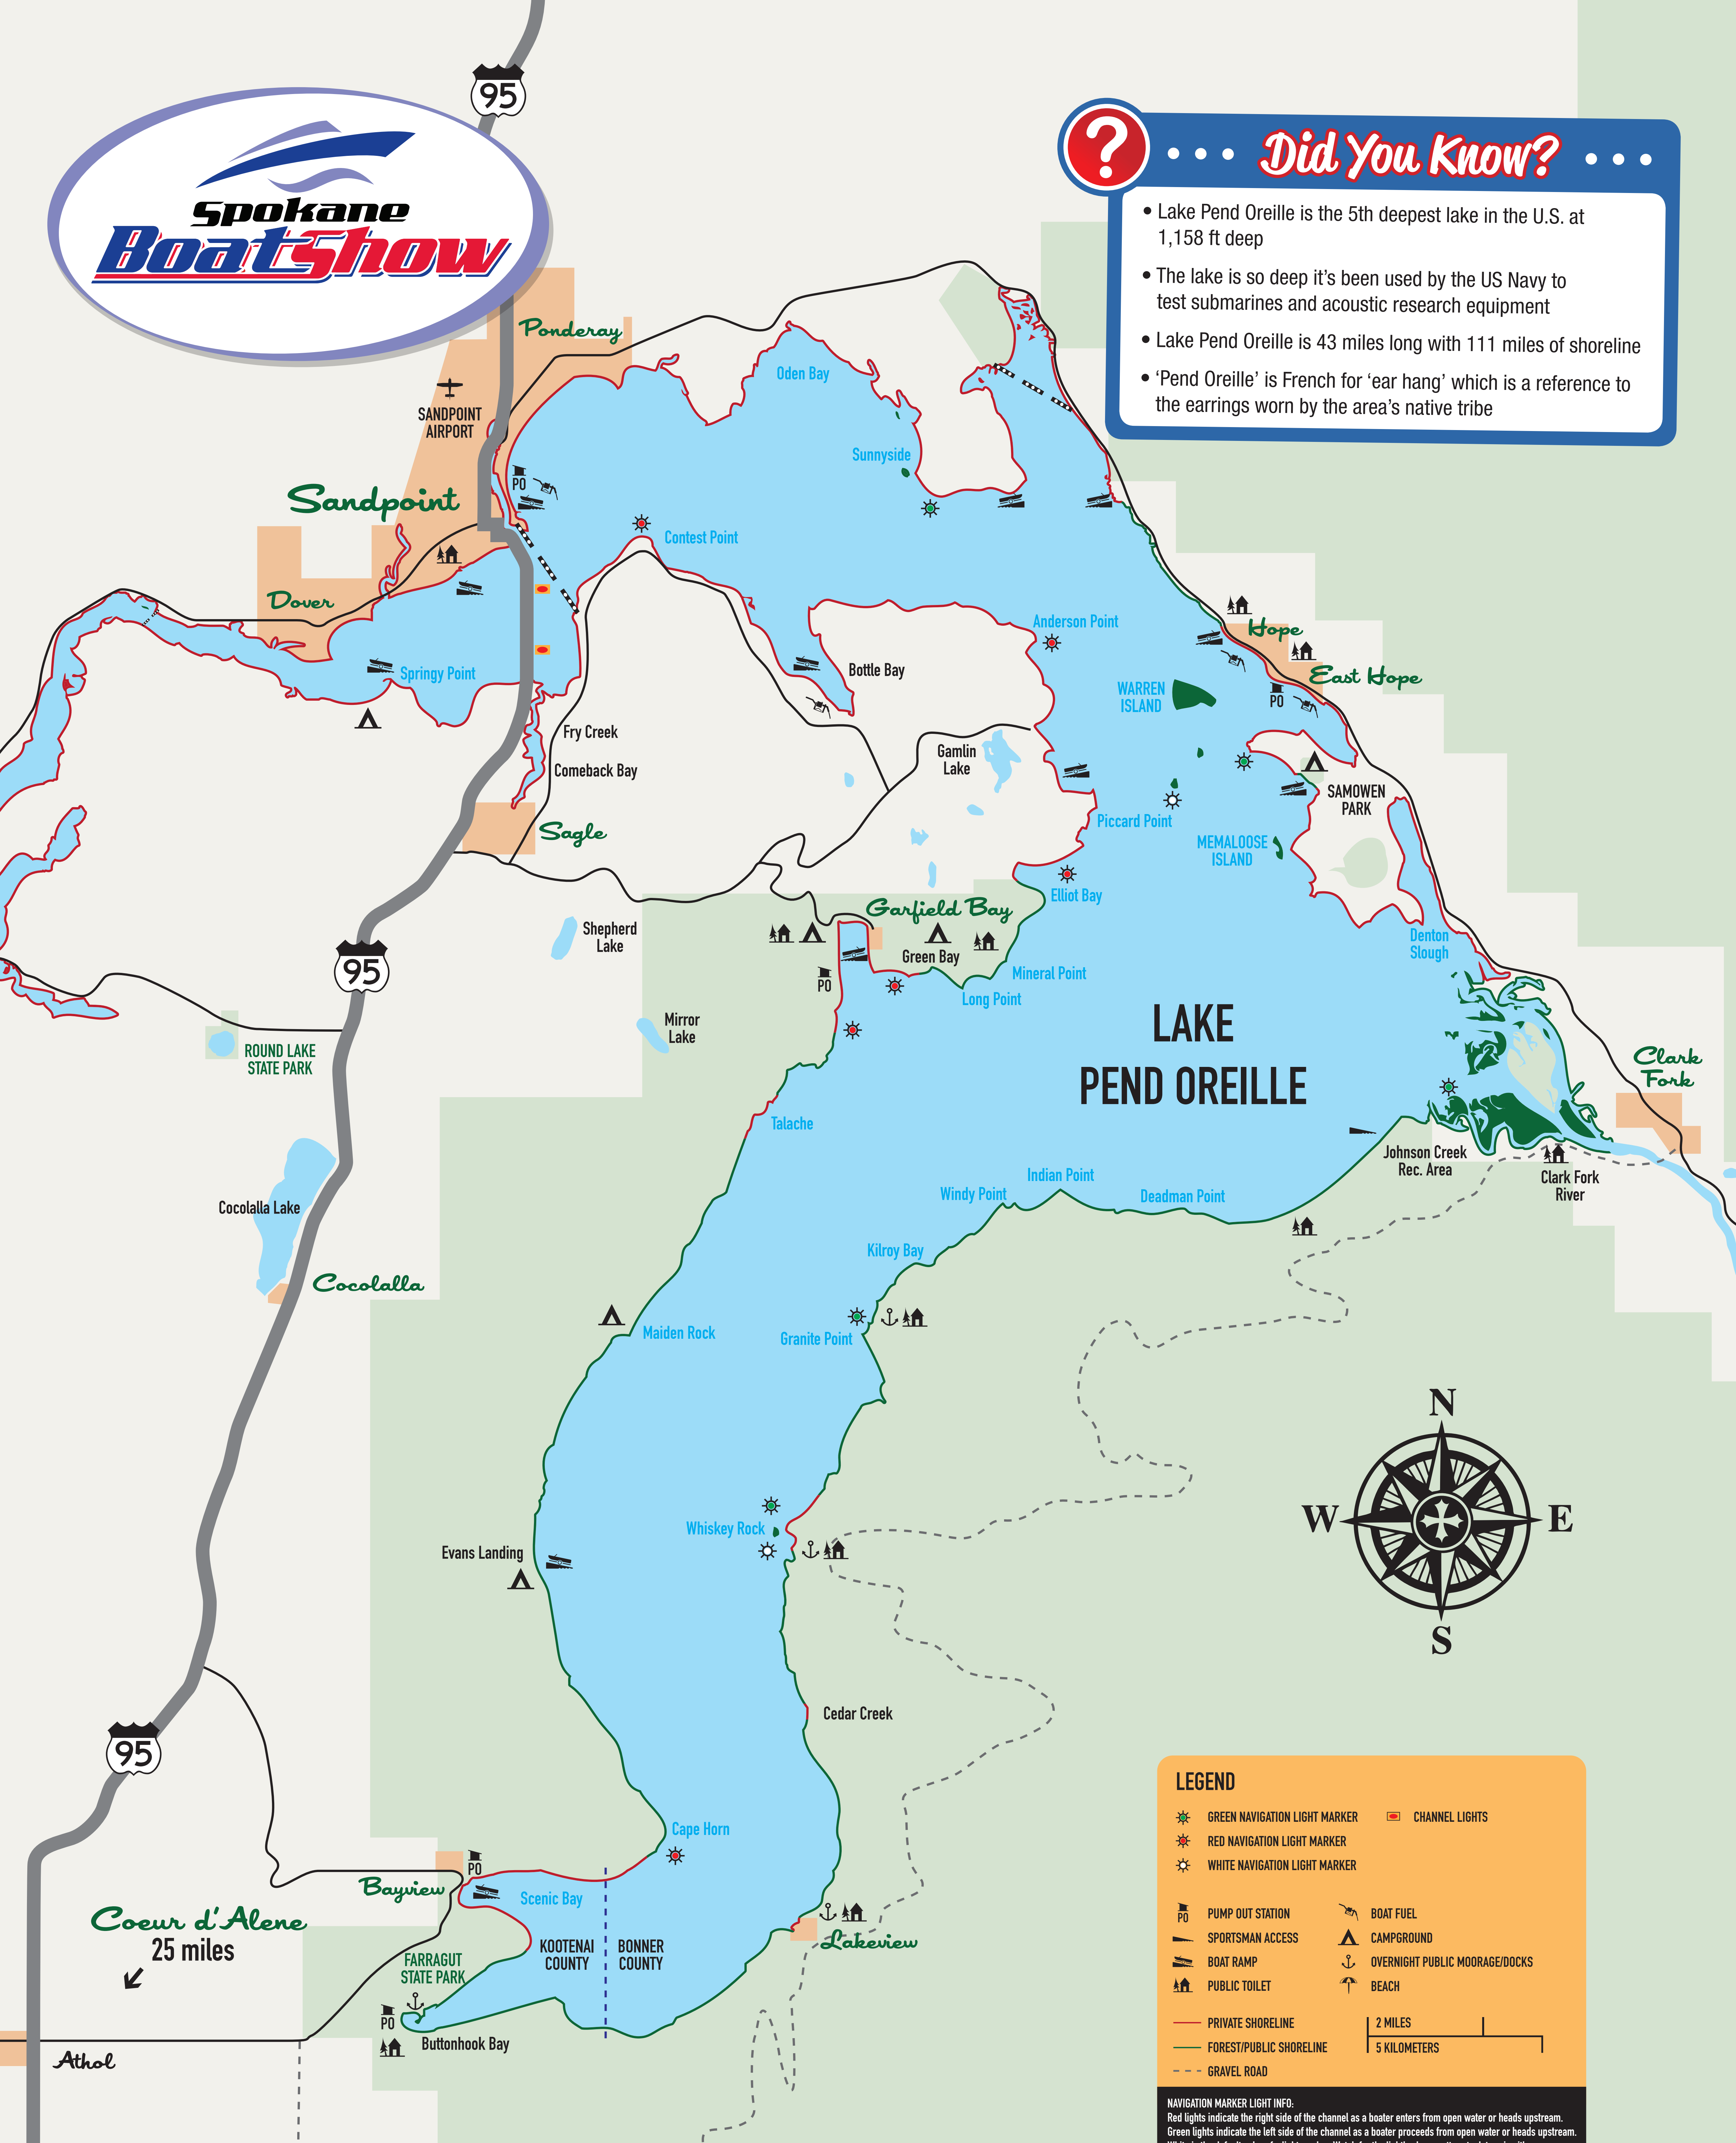 95
Spokane
Boat Show
Did You Know?
• Lake Pend Oreille is the 5th deepest lake in the U.S. at
1,158 ft deep
• The lake is so deep it’s been used by the US Navy to
test submarines and acoustic research equipment
• Lake Pend Oreille is 43 miles long with 111 miles of shoreline
• ‘Pend Oreille’ is French for ‘ear hang’ which is a reference to
the earrings worn by the area’s native tribe
Ponderay
Oden Bay
SANDPOINT
AIRPORT
Sunnyside
PO
Sandpoint
Contest Point
Dover
Anderson Point
Hope
Bottle Bay
Springy Point
East Hope
WARREN
ISLAND
PO
Fry Creek
Gamlin
Lake
Comeback Bay
SAMOWEN
PARK
Piccard Point
Sagle
MEMALOOSE
ISLAND
Elliot Bay
Garfield Bay
Shepherd
Lake
Denton
Slough
Green Bay
95
PO
Mineral Point
Long Point
Mirror
Lake
LAKE
PEND OREILLE
ROUND LAKE
STATE PARK
Clark
Fork
Talache
Johnson Creek
Rec. Area
Indian Point
Clark Fork
River
Windy Point
Deadman Point
Cocolalla Lake
Kilroy Bay
Cocolalla
Maiden Rock
Granite Point
N
W
E
S
Whiskey Rock
Evans Landing
Cedar Creek
95
Cape Horn
PO
Bayview
Scenic Bay
Coeur d’Alene
25 miles
Lakeview
KOOTENAI
COUNTY
BONNER
COUNTY
FARRAGUT
STATE PARK
PO
Buttonhook Bay
Athol
LEGEND
GREEN NAVIGATION LIGHT MARKER
CHANNEL LIGHTS
RED NAVIGATION LIGHT MARKER
WHITE NAVIGATION LIGHT MARKER
PO
PUMP OUT STATION
BOAT FUEL
SPORTSMAN ACCESS
CAMPGROUND
BOAT RAMP
OVERNIGHT PUBLIC MOORAGE/DOCKS
PUBLIC TOILET
BEACH
PRIVATE SHORELINE
2 MILES
FOREST/PUBLIC SHORELINE
5 KILOMETERS
GRAVEL ROAD
NAVIGATION MARKER LIGHT INFO:
Red lights indicate the right side of the channel as a boater enters from open water or heads upstream.
Green lights indicate the left side of the channel as a boater proceeds from open water or heads upstream.